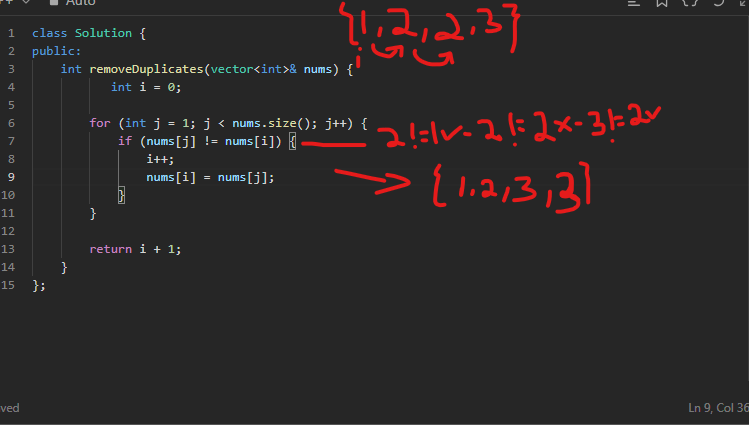 Auto
{1,2,2,3}
i
1 class Solution {
2 public:
3 int removeDuplicates(vector<int>& nums) {
4 int i = 0;
5
6 for (int j = 1; j < nums.size(); j++) {
2!=1✓-2!=2x-3!=2✓
7 if (nums[j] != nums[i]) {
8 i++;
9 nums[i] = nums[j];
{1,2,3,3}
10 }
11 }
12
13 return i + 1;
14 }
15 };
Ln 9, Col 36